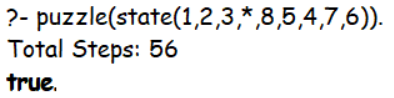 ?- puzzle(state(1,2,3,*,8,5,4,7,6)).
Total Steps: 56
true.